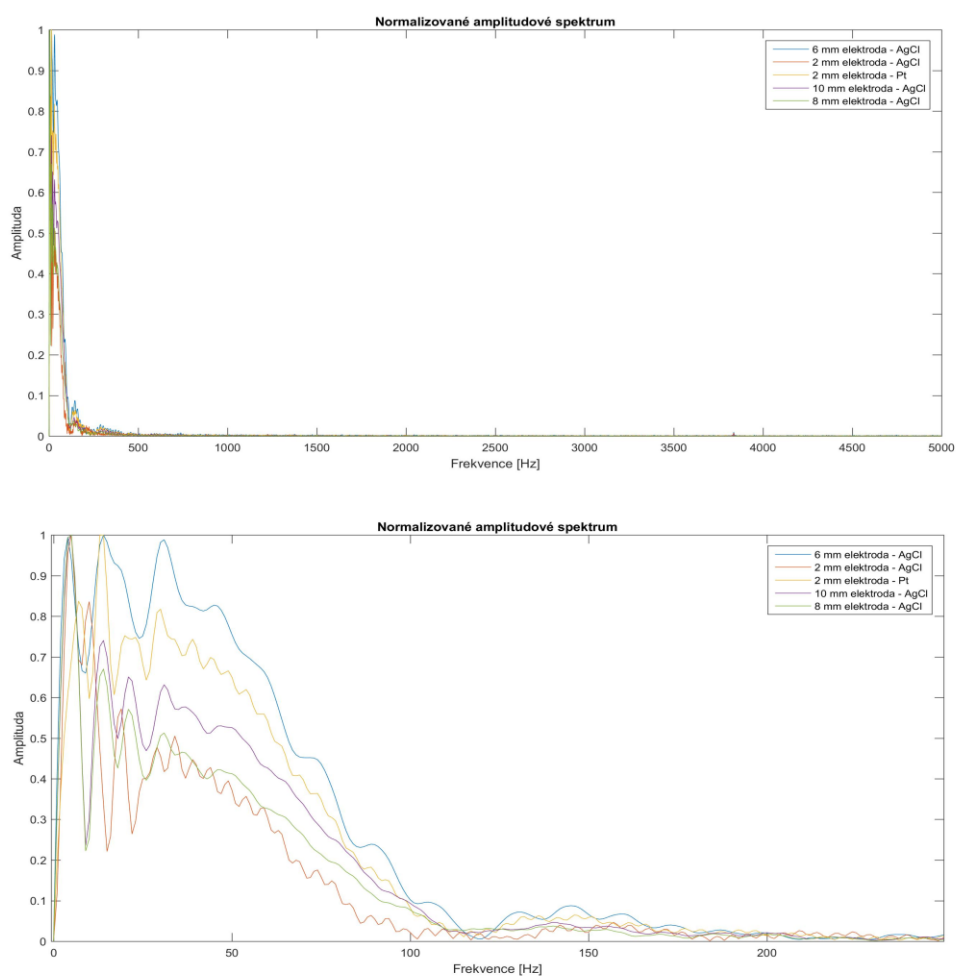 Normalizované amplitudové spektrum
6 mm elektroda - AgCl
2 mm elektroda - AgCl
2 mm elektroda - Pt
10 mm elektroda - AgCl
8 mm elektroda - AgCl
1
0.9
0.8
0.7
0.6
0.5
0.4
0.3
0.2
0.1
0
Amplituda
0 500 1000 1500 2000 2500 3000 3500 4000 4500 5000
Frekvence [Hz]
Normalizované amplitudové spektrum
6 mm elektroda - AgCl
2 mm elektroda - AgCl
2 mm elektroda - Pt
10 mm elektroda - AgCl
8 mm elektroda - AgCl
1
0.9
0.8
0.7
0.6
0.5
0.4
0.3
0.2
0.1
0
Amplituda
0 50 100 150 200
Frekvence [Hz]